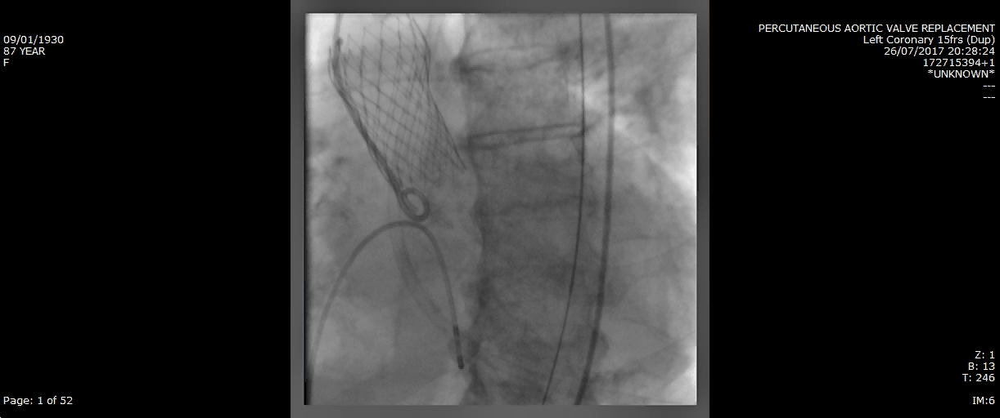 09/01/1930
87 YEAR
F
PERCUTANEOUS AORTIC VALVE REPLACEMENT
Left Coronary 15frs (Dup)
26/07/2017 20:28:24
172715394+1
*UNKNOWN*
---
---
Z: 1
B: 13
T: 246
Page: 1 of 52
IM:6